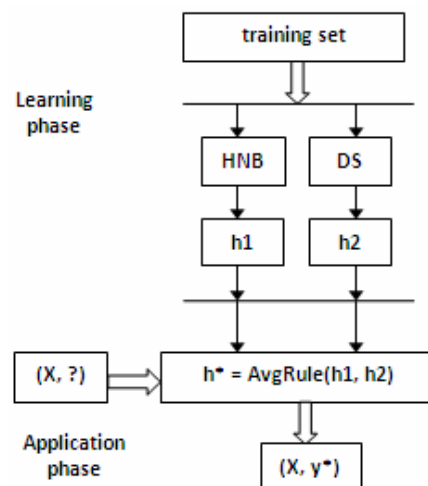 training set
Learning
phase
HNB
DS
h1
h2
(X, ?)
h* = AvgRule(h1, h2)
Application
phase
(X, y*)